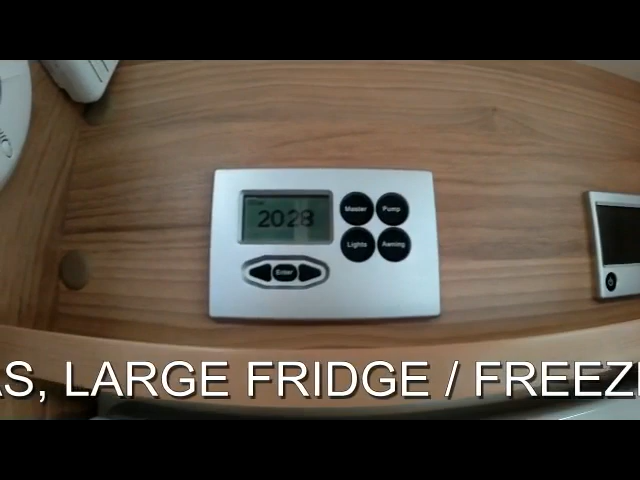 2028
Master Pump
Lights Awning
Enter
AS, LARGE FRIDGE / FREEZE